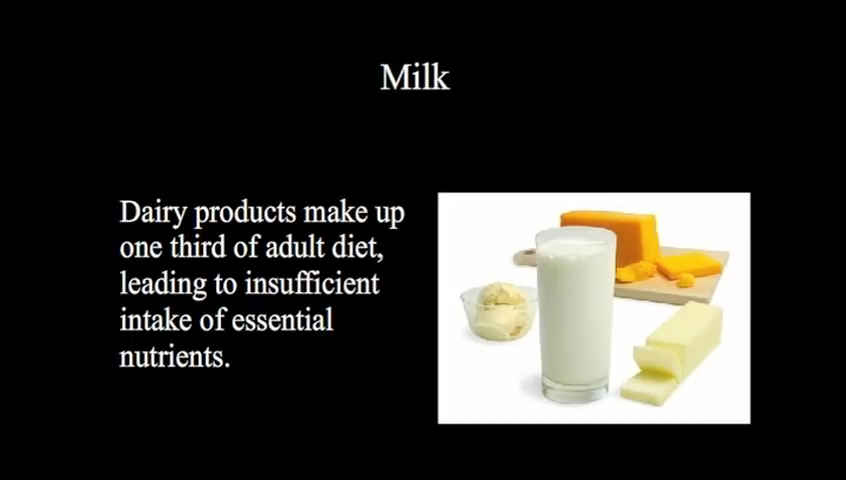 Milk
Dairy products make up
one third of adult diet,
leading to insufficient
intake of essential
nutrients.